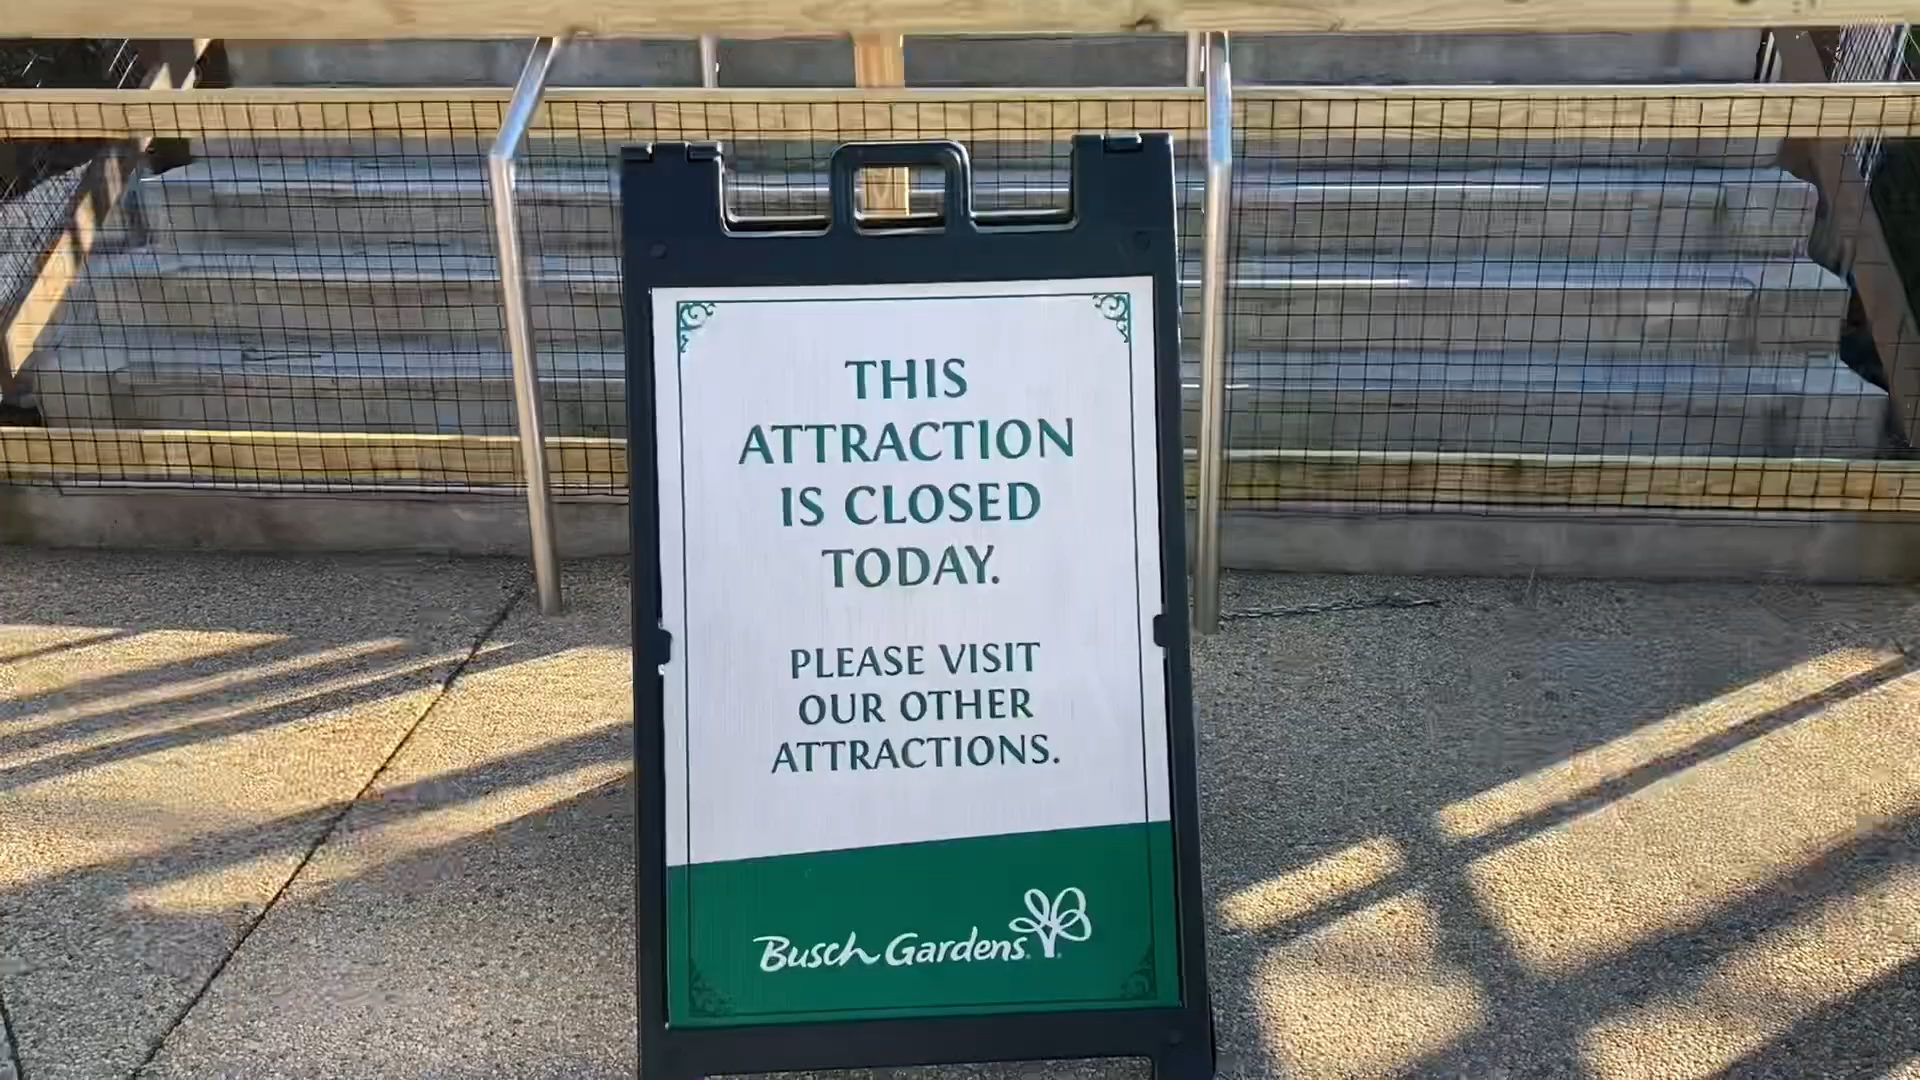 THIS
ATTRACTION
IS CLOSED
TODAY.
PLEASE VISIT
OUR OTHER
ATTRACTIONS.
Busch Gardens